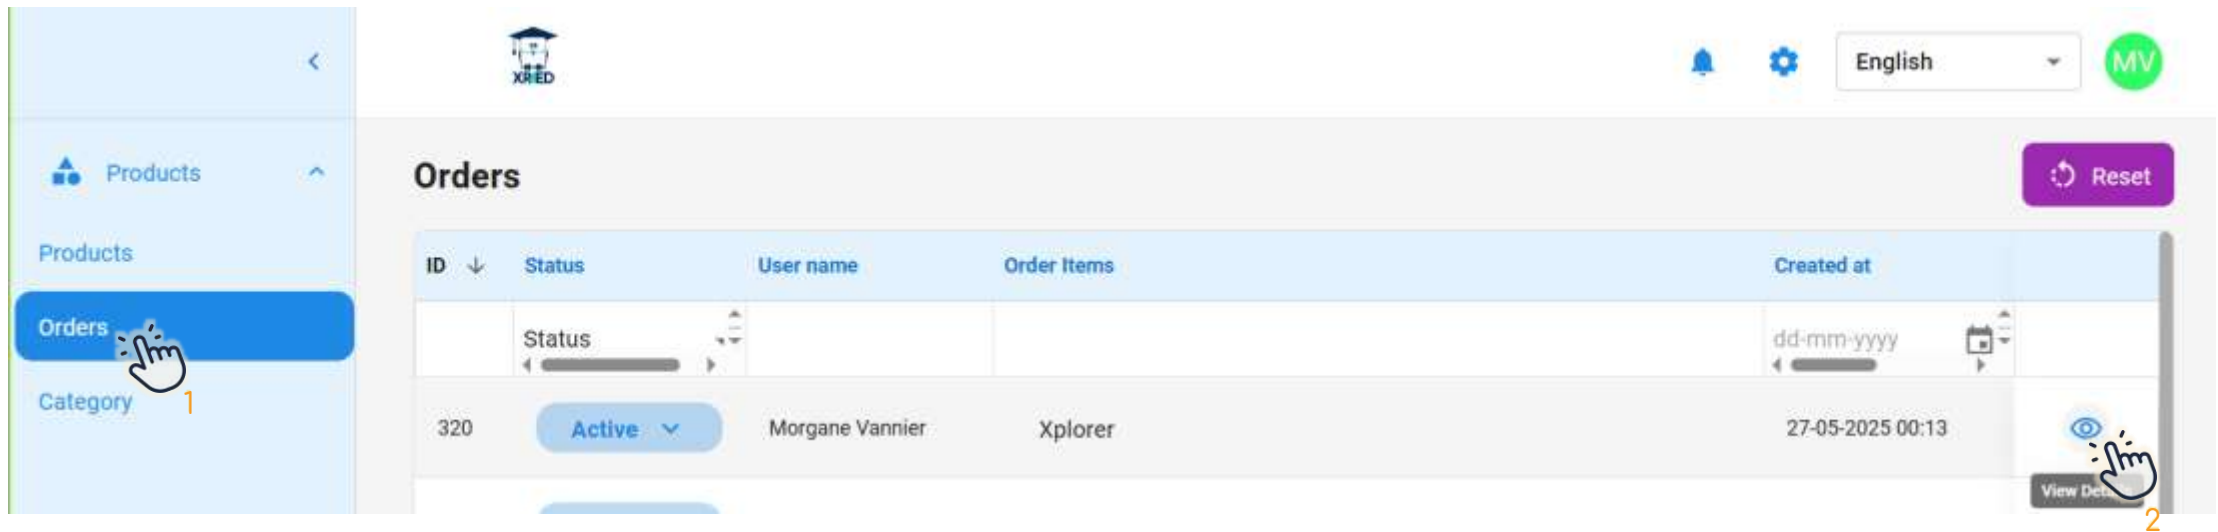 XR ED
English
MV
Products
Orders
Reset
Products
ID Status User name Order Items Created at
Orders
Status
dd-mm-yyyy
Category
1
320 Active Morgane Vannier Xplorer 27-05-2025 00:13
View
2